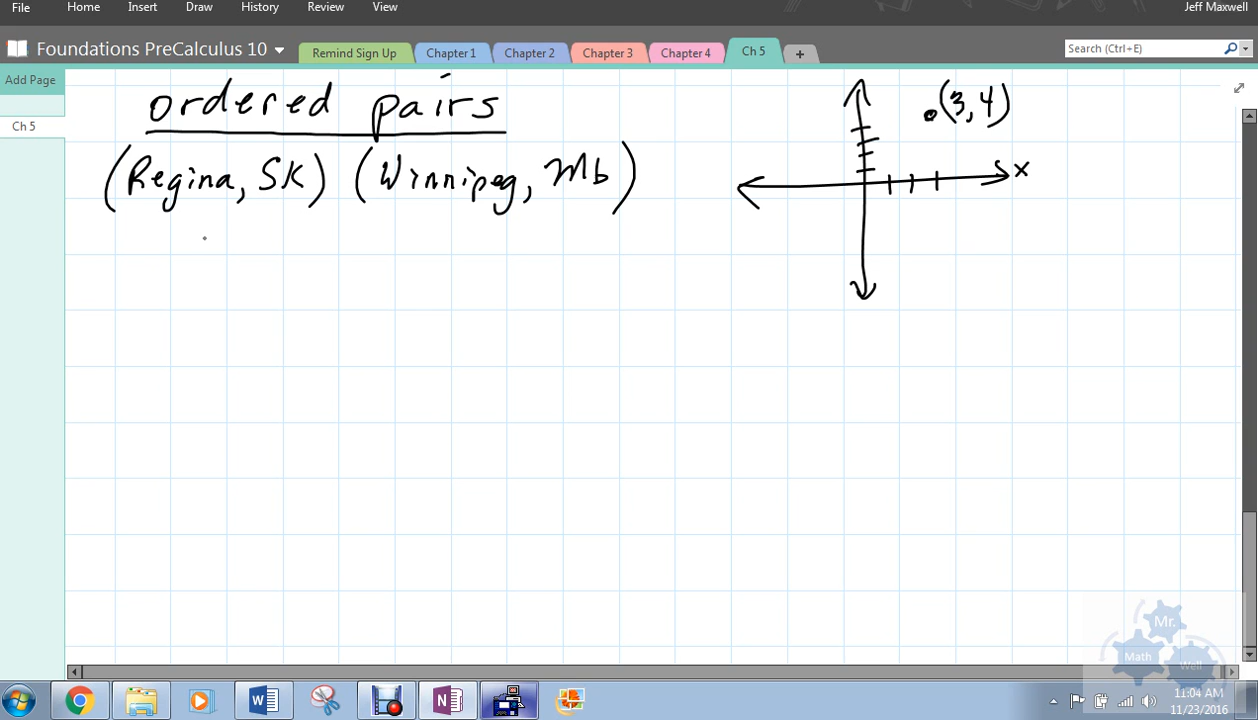 File Home Insert Draw History Review View Jeff Maxwell
Foundations PreCalculus 10 Remind Sign Up Chapter 1 Chapter 2 Chapter 3 Chapter 4 Ch 5 + Search (Ctrl+E)
Add Page
Ch 5
ordered pairs
(Regina, SK) (Winnipeg, Mb)
(3, 4)
x
Mr.
Math Well
11:04 AM
11/23/2016